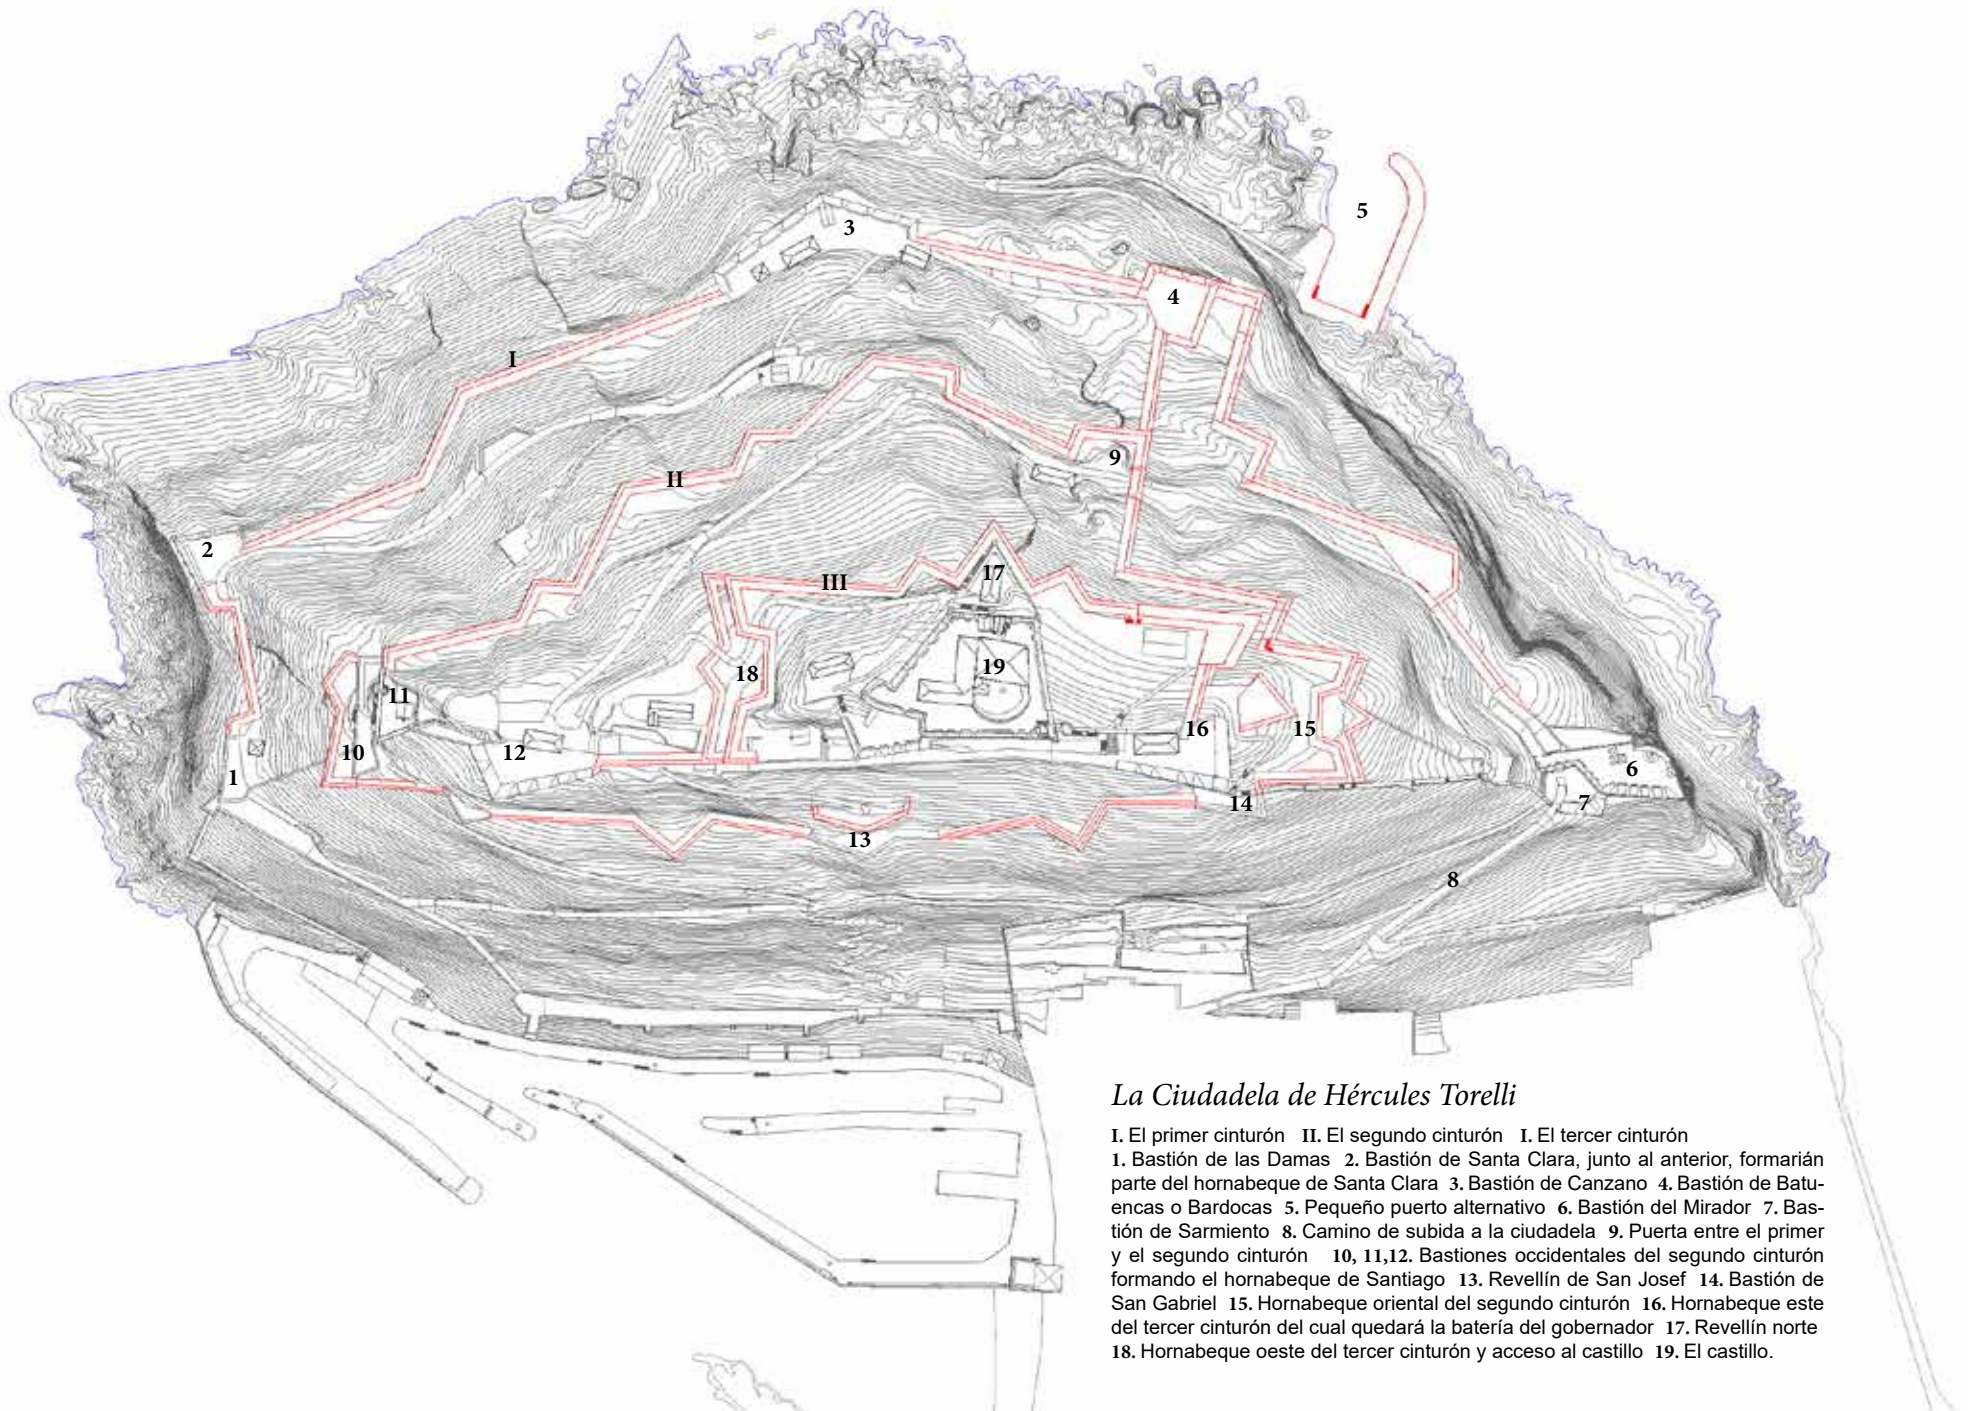 5
3
4
I
9
II
2
17
III
19
18
11
16
15
10
12
6
1
14
7
13
8
La Ciudadela de Hércules Torelli
I. El primer cinturón II. El segundo cinturón I. El tercer cinturón
1. Bastión de las Damas 2. Bastión de Santa Clara, junto al anterior, formarián
parte del hornabeque de Santa Clara 3. Bastión de Canzano 4. Bastión de Batu-
encas o Bardocas 5. Pequeño puerto alternativo 6. Bastión del Mirador 7. Bas-
tión de Sarmiento 8. Camino de subida a la ciudadela 9. Puerta entre el primer
y el segundo cinturón 10, 11,12. Bastiones occidentales del segundo cinturón
formando el hornabeque de Santiago 13. Revellín de San Josef 14. Bastión de
San Gabriel 15. Hornabeque oriental del segundo cinturón 16. Hornabeque este
del tercer cinturón del cual quedará la batería del gobernador 17. Revellín norte
18. Hornabeque oeste del tercer cinturón y acceso al castillo 19. El castillo.